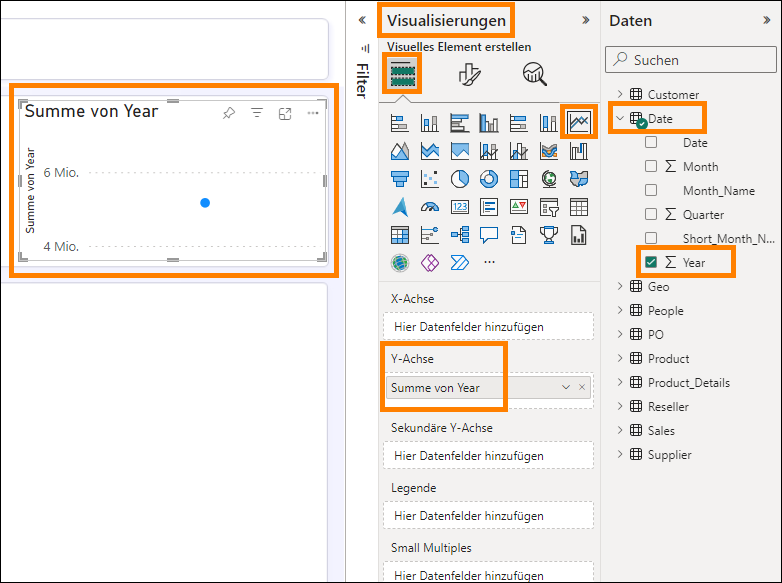 Summe von Year
Summe von Year
6 Mio.
4 Mio.
Filter
Visualisierungen
Visuelles Element erstellen
123
X-Achse
Hier Datenfelder hinzufügen
Y-Achse
Summe von Year
Sekundäre Y-Achse
Hier Datenfelder hinzufügen
Legende
Hier Datenfelder hinzufügen
Small Multiples
Hier Datenfelder hinzufügen
Daten
Suchen
Customer
Date
Date
Month
Month_Name
Quarter
Short_Month_N...
Year
Geo
People
PO
Product
Product_Details
Reseller
Sales
Supplier